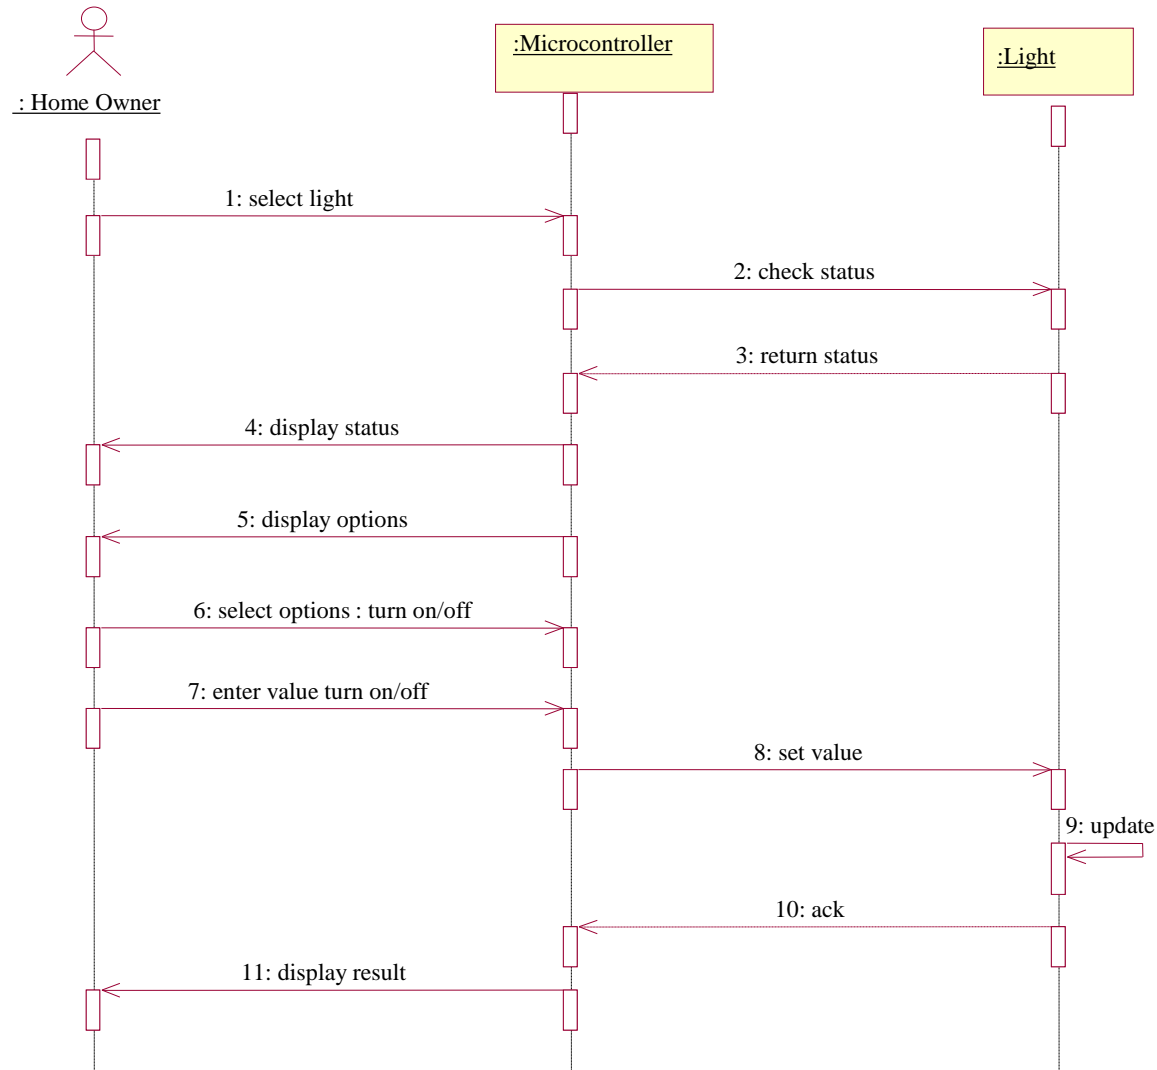 : Home Owner
:Microcontroller
:Light
1: select light
2: check status
3: return status
4: display status
5: display options
6: select options : turn on/off
7: enter value turn on/off
8: set value
9: update
10: ack
11: display result